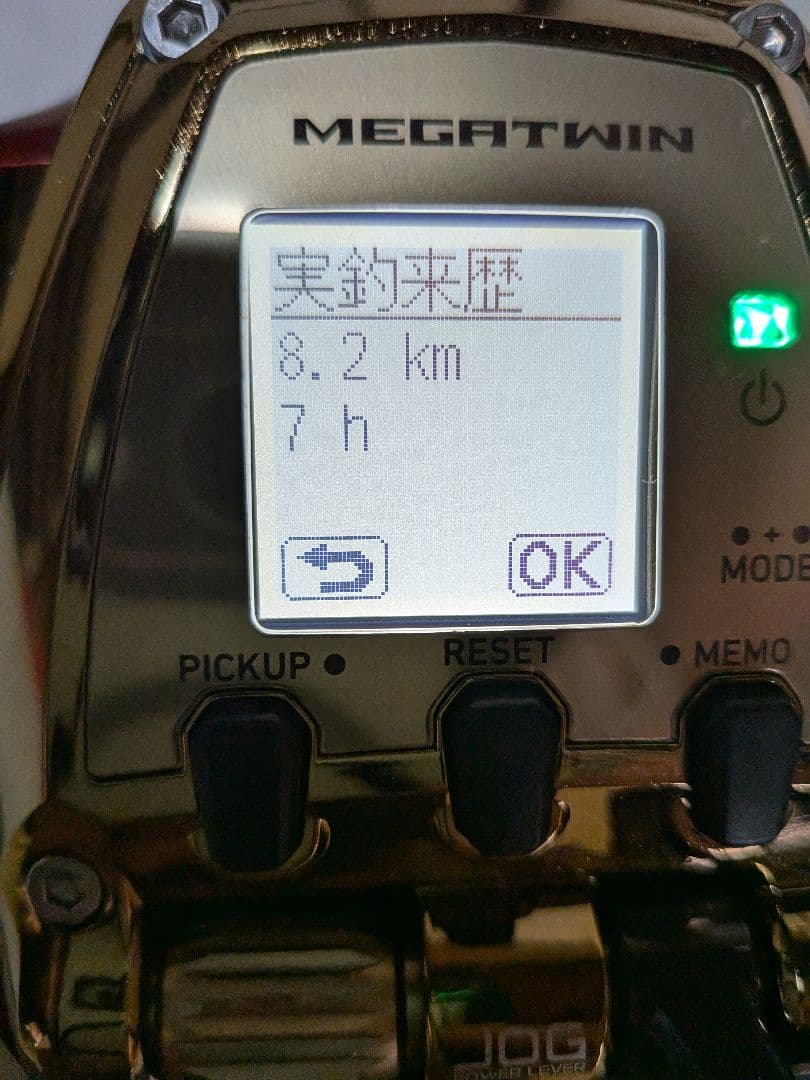 MEGATWIN
実釣来歴
8.2 km
7 h
OK
MODE
PICKUP
RESET
MEMO
JOG
POWER LEVER